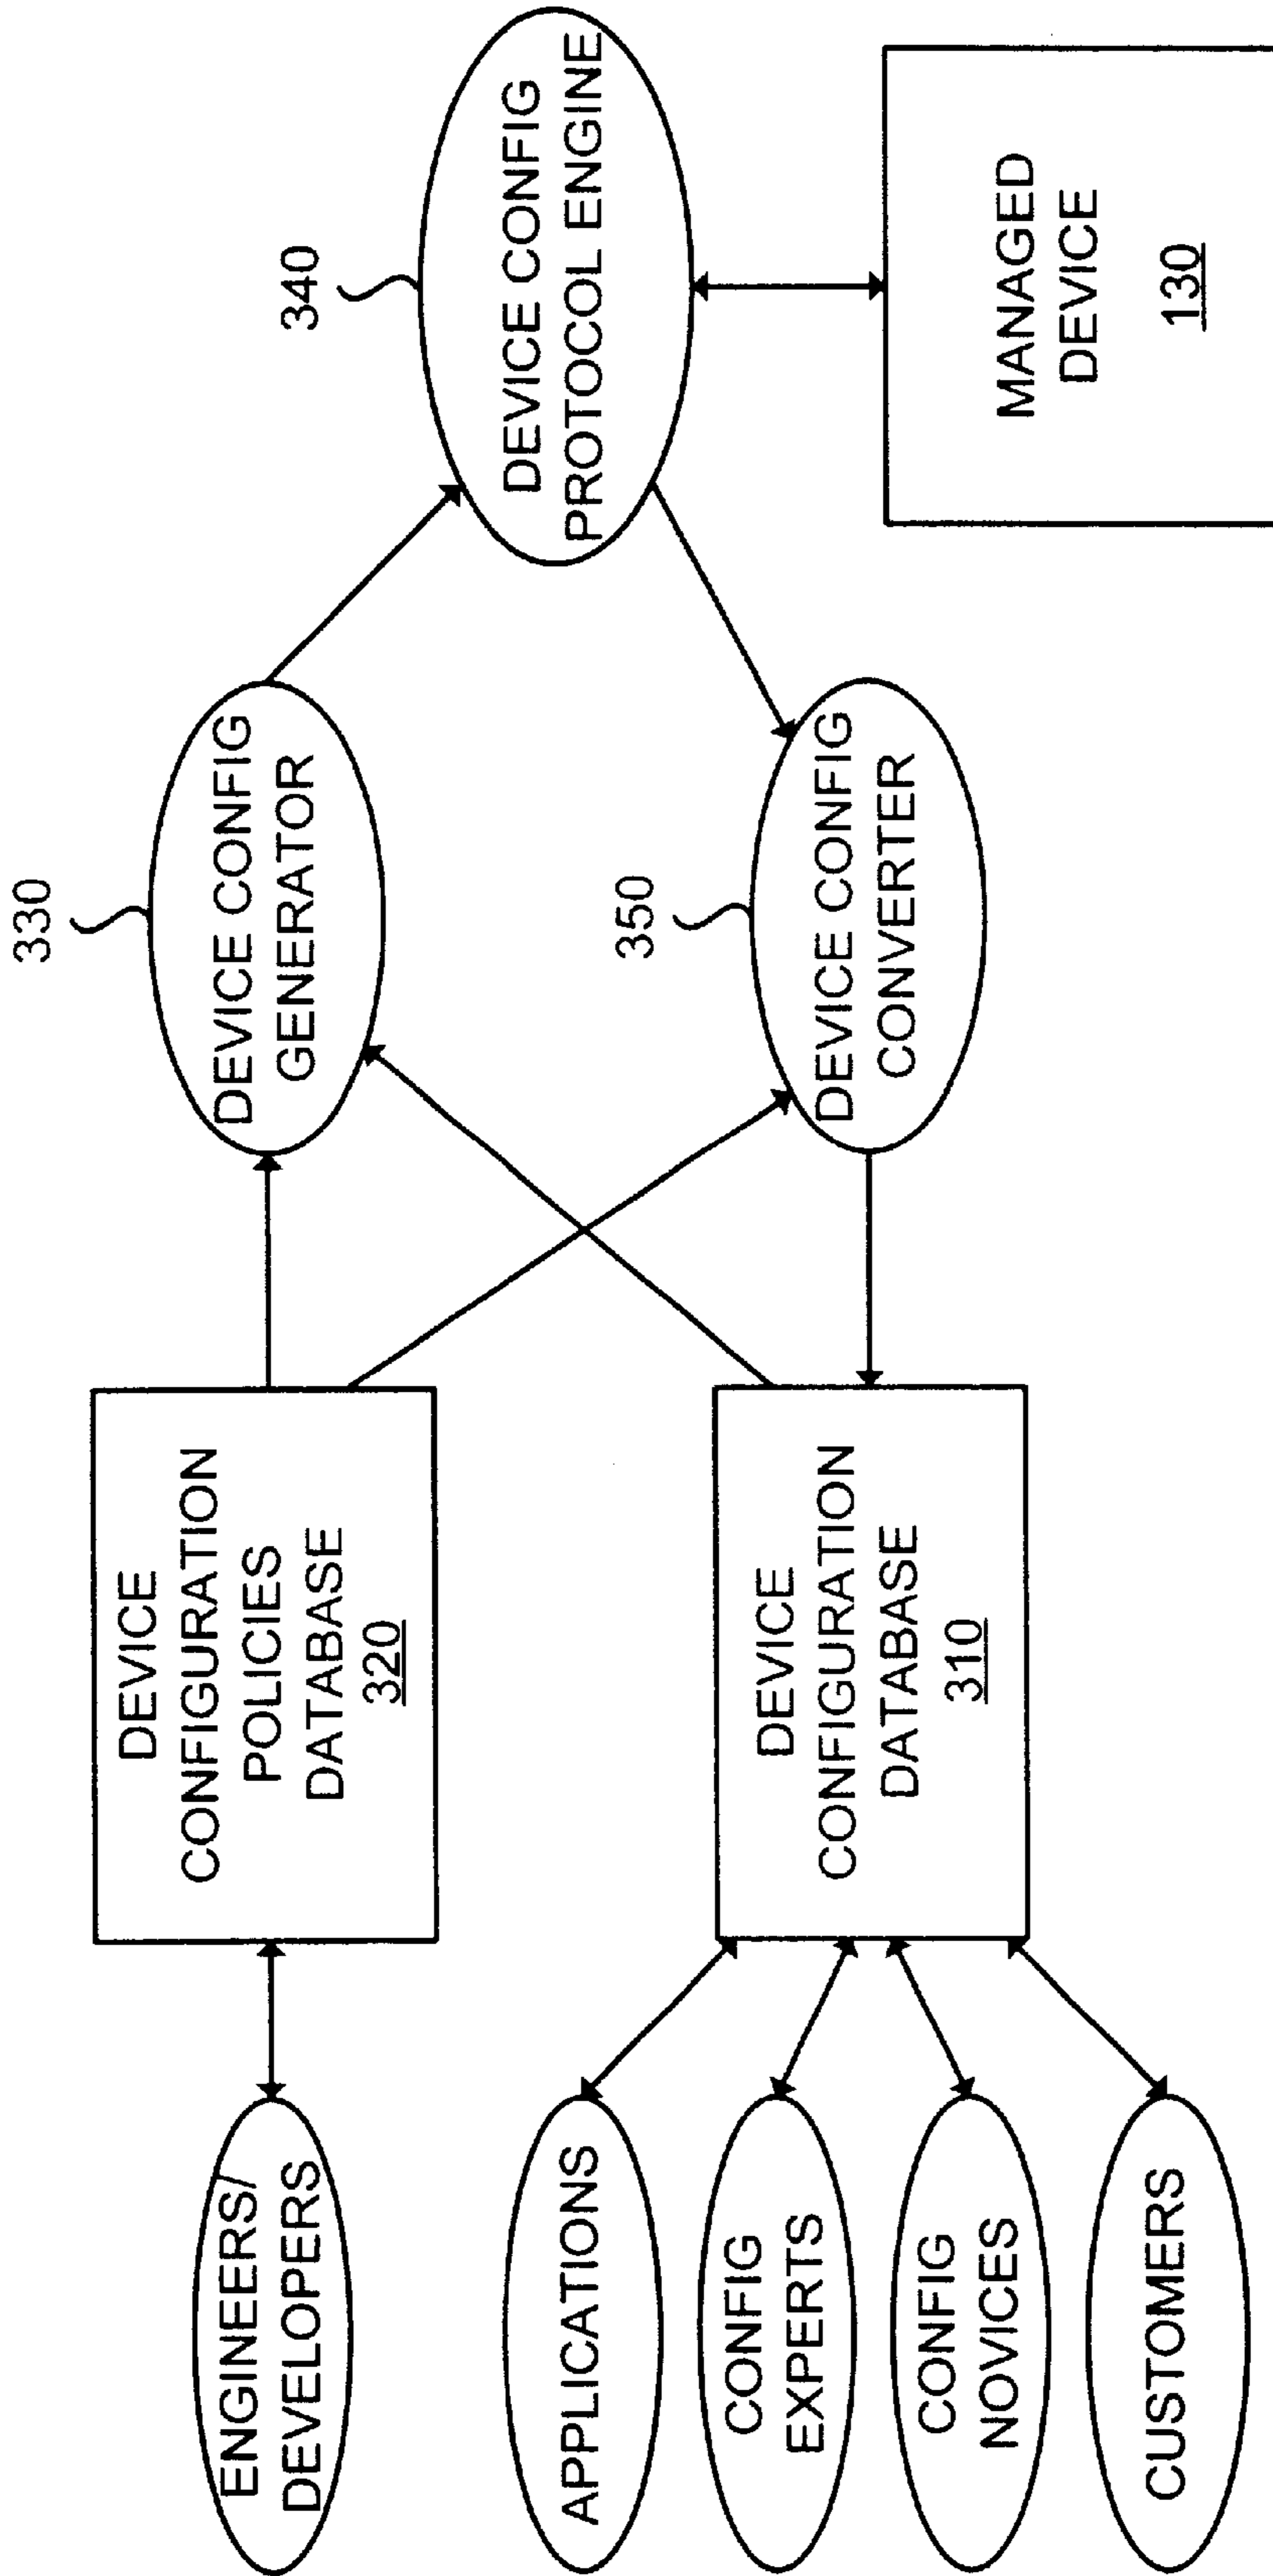 ENGINEERS/
DEVELOPERS
DEVICE
CONFIGURATION
POLICIES
DATABASE
320
330
DEVICE CONFIG
GENERATOR
340
DEVICE CONFIG
PROTOCOL ENGINE
APPLICATIONS
CONFIG
EXPERTS
CONFIG
NOVICES
CUSTOMERS
DEVICE
CONFIGURATION
DATABASE
310
350
DEVICE CONFIG
CONVERTER
MANAGED
DEVICE
130